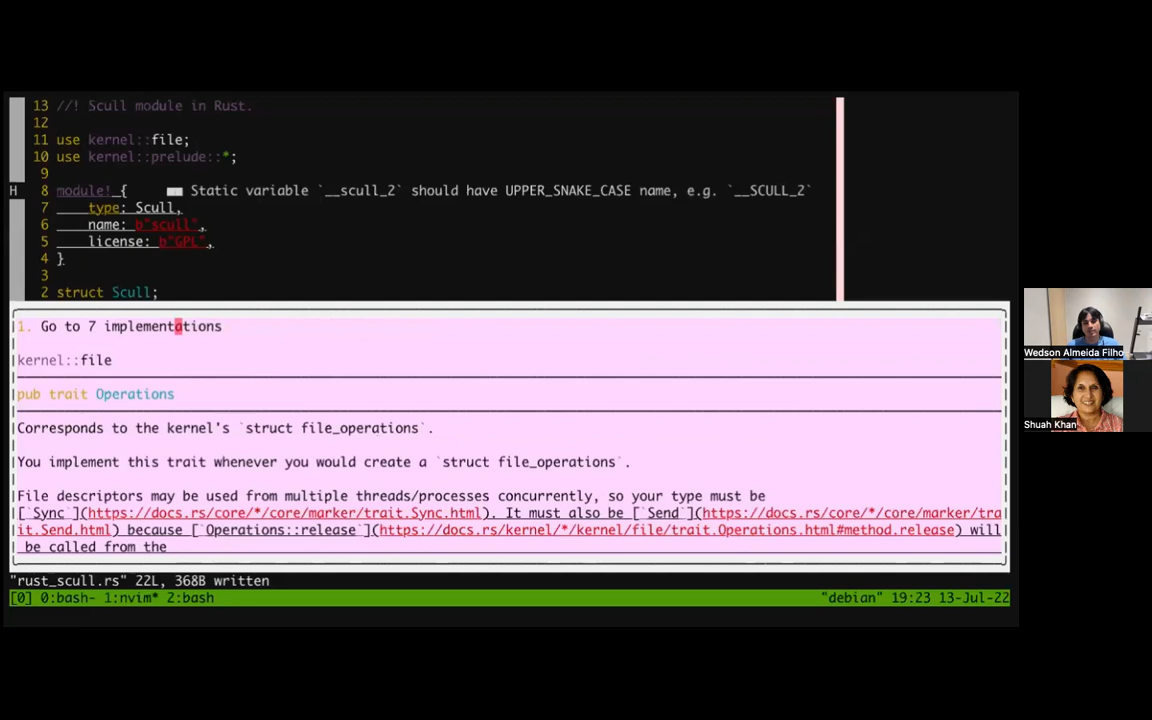 13 //! Scull module in Rust.
12
11 use kernel::file;
10 use kernel::prelude::*;
9
H 8 module! { ■■ Static variable `__scull_2` should have UPPER_SNAKE_CASE name, e.g. `__SCULL_2`
7 type: Scull,
6 name: b"scull",
5 license: b"GPL",
4 }
3
2 struct Scull;
1. Go to 7 implementations
kernel::file
pub trait Operations
Corresponds to the kernel's `struct file_operations`.
You implement this trait whenever you would create a `struct file_operations`.
File descriptors may be used from multiple threads/processes concurrently, so your type must be
[`Sync`](https://docs.rs/core/*/core/marker/trait.Sync.html). It must also be [`Send`](https://docs.rs/core/*/core/marker/tra
it.Send.html) because [`Operations::release`](https://docs.rs/kernel/*/kernel/file/trait.Operations.html#method.release) will
be called from the
"rust_scull.rs" 22L, 368B written
[0] 0:bash- 1:nvim* 2:bash "debian" 19:23 13-Jul-22
Wedson Almeida Filho
Shuah Khan